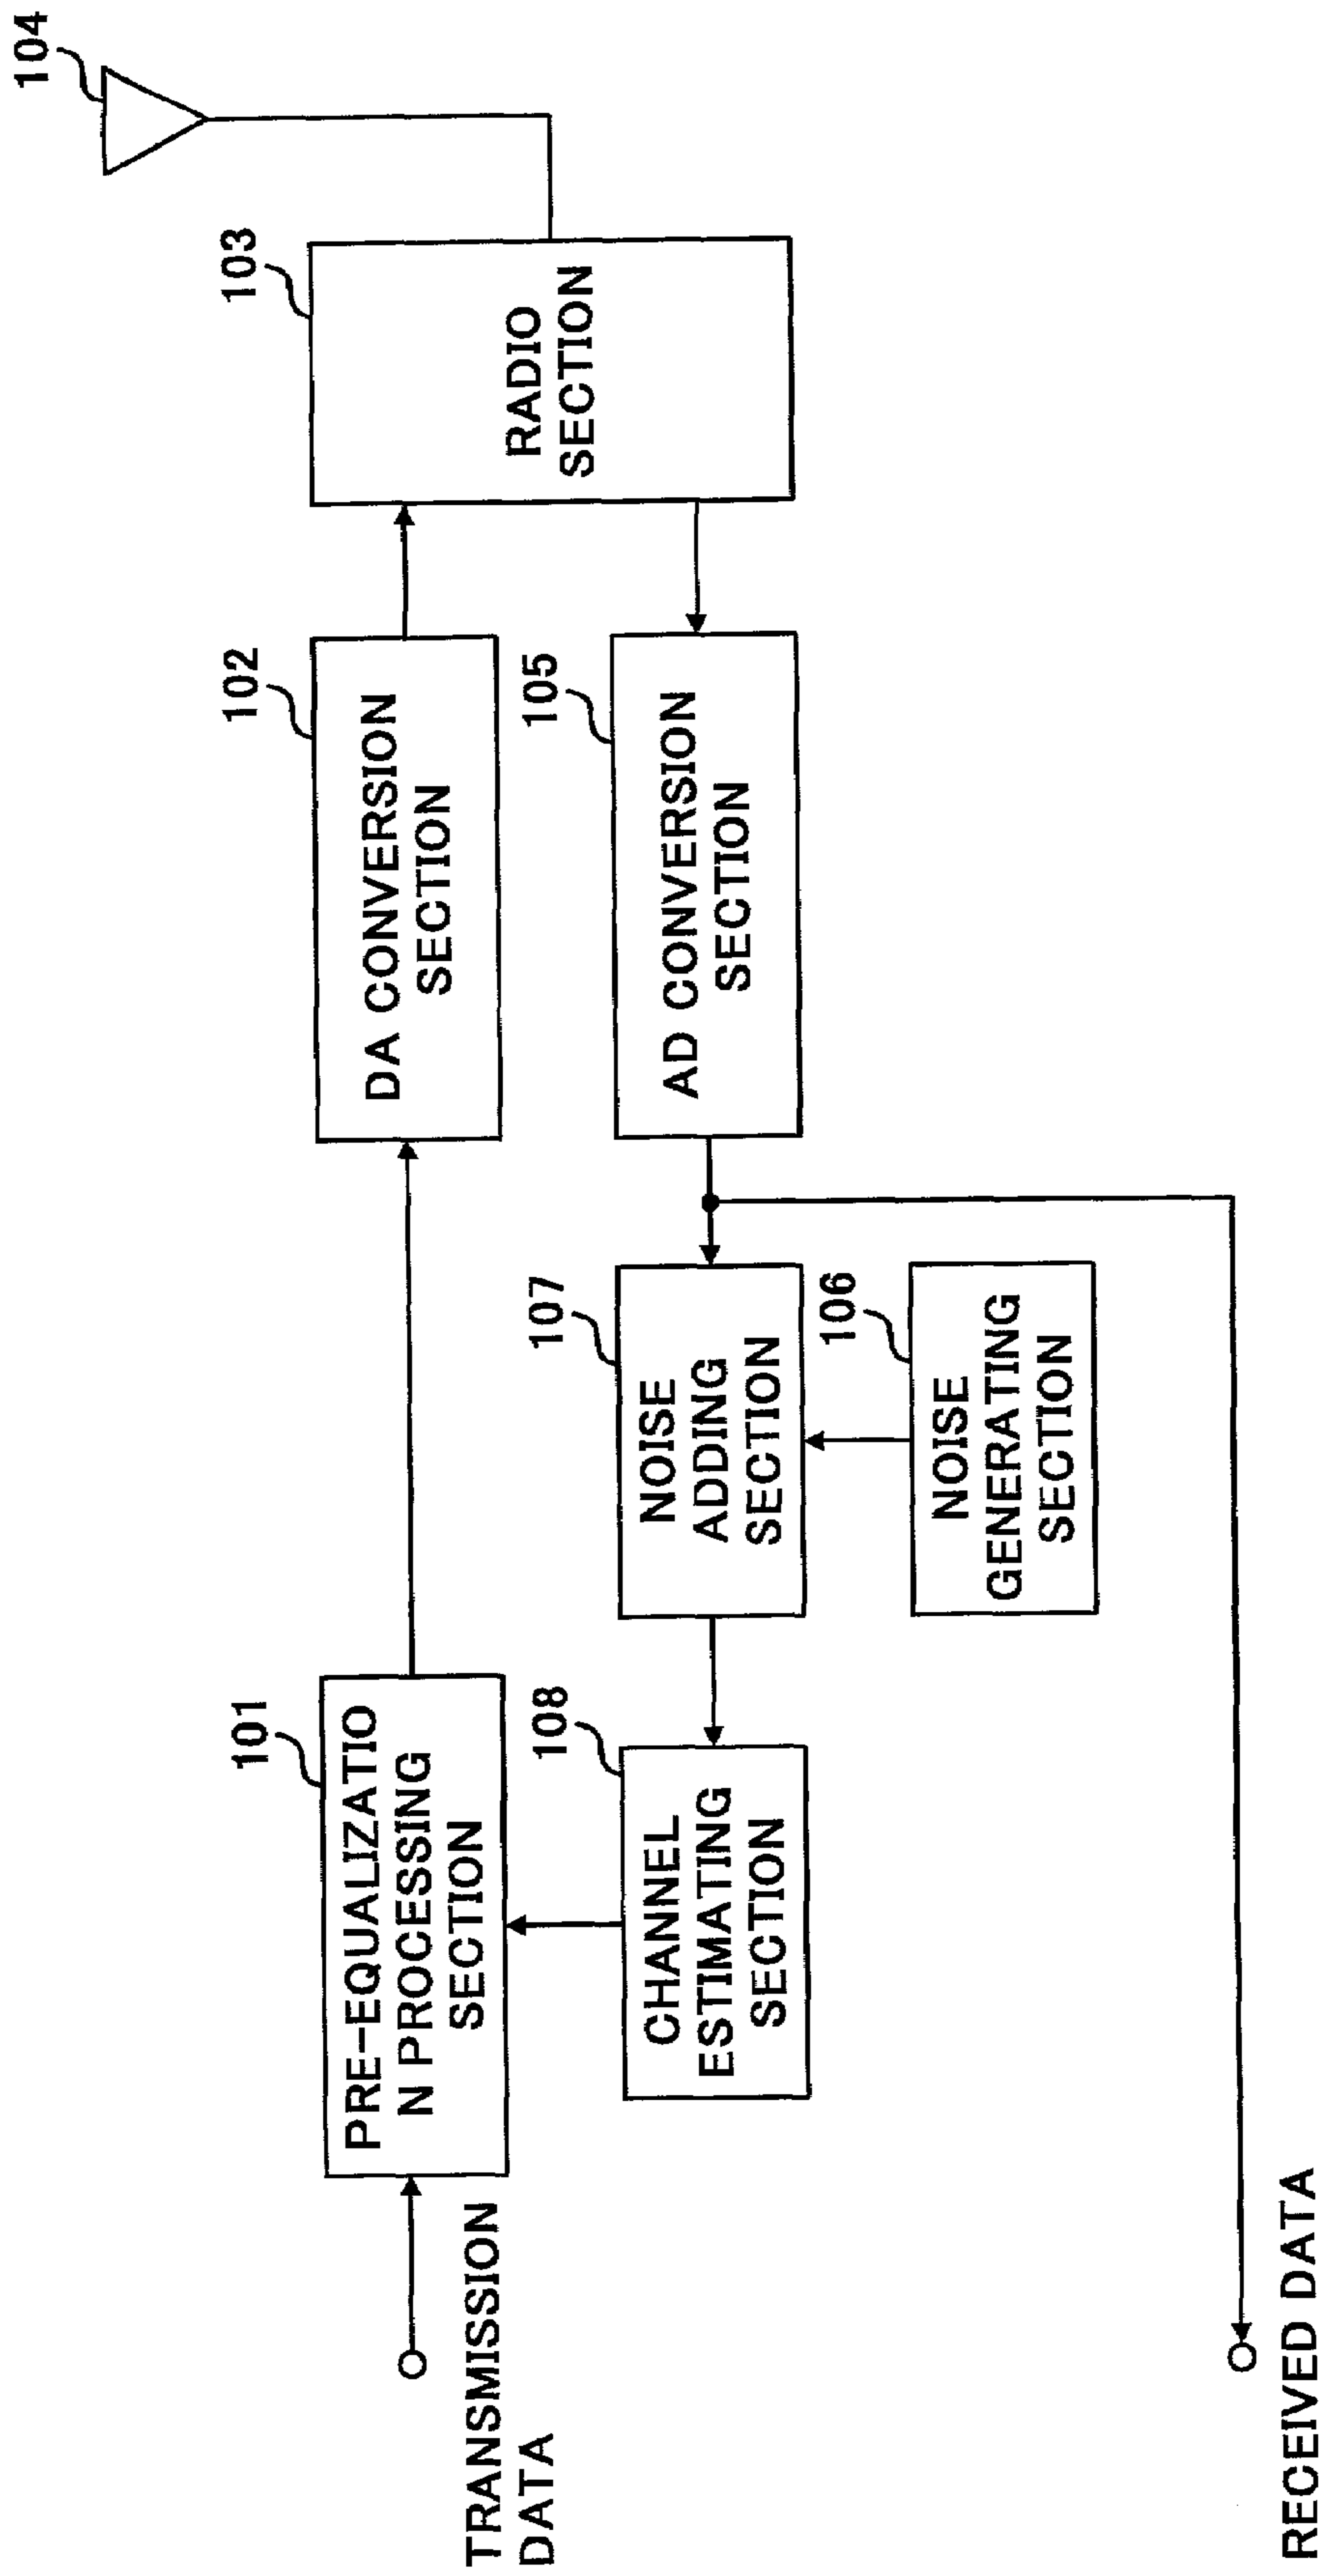 104
103
RADIO
SECTION
102
DA CONVERSION
SECTION
105
AD CONVERSION
SECTION
101
PRE-EQUALIZATIO
N PROCESSING
SECTION
107
NOISE
ADDING
SECTION
108
CHANNEL
ESTIMATING
SECTION
106
NOISE
GENERATING
SECTION
TRANSMISSION
DATA
RECEIVED DATA